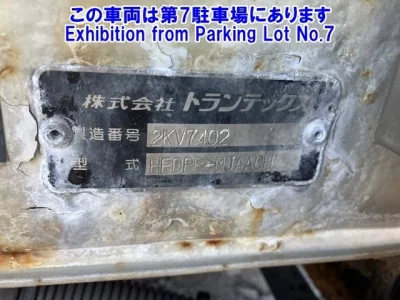 この車両は第7駐車場にあります
Exhibition from Parking Lot No.7
株式会社 トランテックス
製造番号 2KV7402
型式